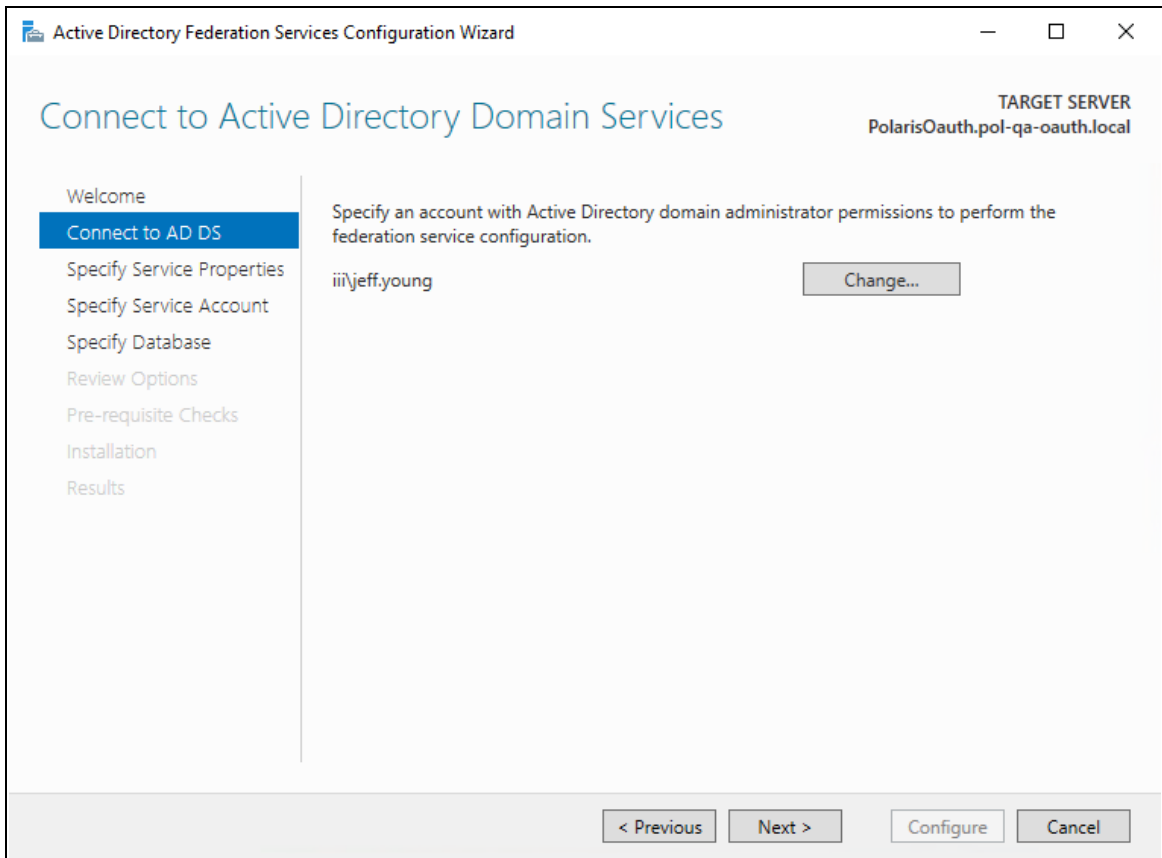 Active Directory Federation Services Configuration Wizard
Connect to Active Directory Domain Services
TARGET SERVER
PolarisOauth.pol-qa-oauth.local
Welcome
Connect to AD DS
Specify Service Properties
Specify Service Account
Specify Database
Review Options
Pre-requisite Checks
Installation
Results
Specify an account with Active Directory domain administrator permissions to perform the
federation service configuration.
iii\jeff.young
Change...
< Previous
Next >
Configure
Cancel